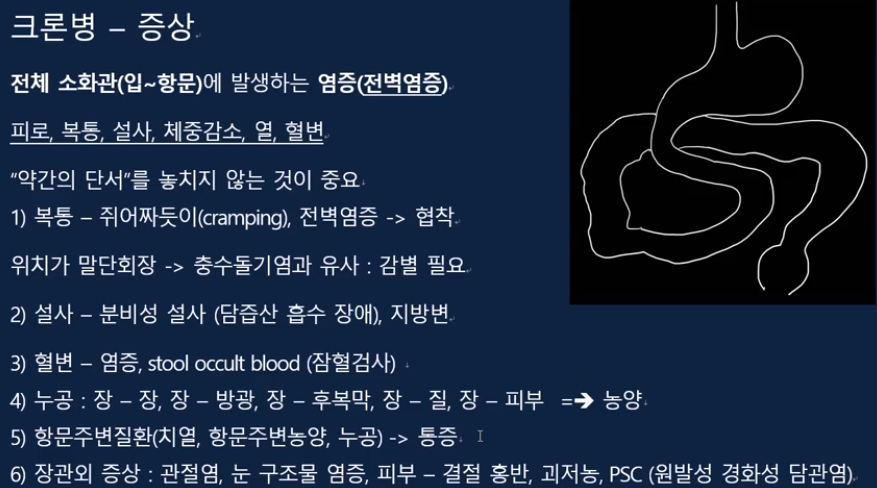 크론병 – 증상
전체 소화관(입~항문)에 발생하는 염증(전벽염증)
피로, 복통, 설사, 체중감소, 열, 혈변
“약간의 단서”를 놓치지 않는 것이 중요
1) 복통 – 쥐어짜듯이(cramping), 전벽염증 -> 협착
위치가 말단회장 -> 충수돌기염과 유사 : 감별 필요
2) 설사 – 분비성 설사 (담즙산 흡수 장애), 지방변
3) 혈변 – 염증, stool occult blood (잠혈검사)
4) 누공 : 장 – 장, 장 – 방광, 장 – 후복막, 장 – 질, 장 – 피부 =➔ 농양
5) 항문주변질환(치열, 항문주변농양, 누공) -> 통증
6) 장관외 증상 : 관절염, 눈 구조물 염증, 피부 – 결절 홍반, 괴저농, PSC (원발성 경화성 담관염)